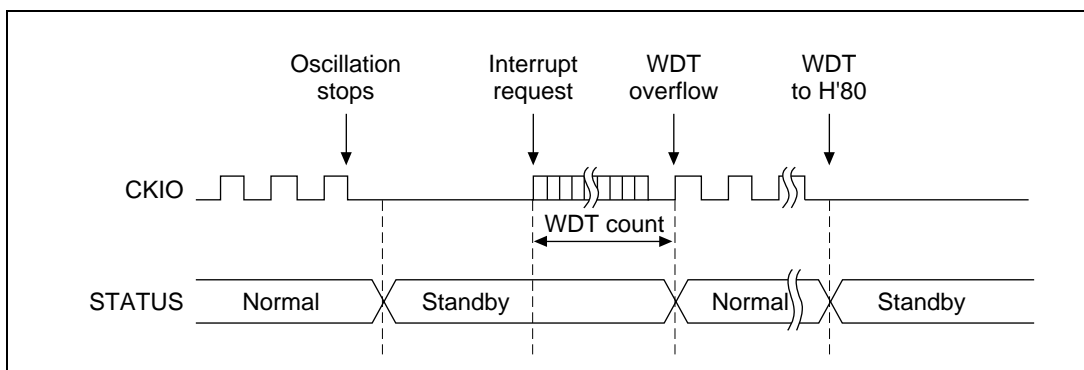 Oscillation
stops
Interrupt
request
WDT
overflow
WDT
to H'80
CKIO
WDT count
STATUS
Normal
Standby
Normal
Standby